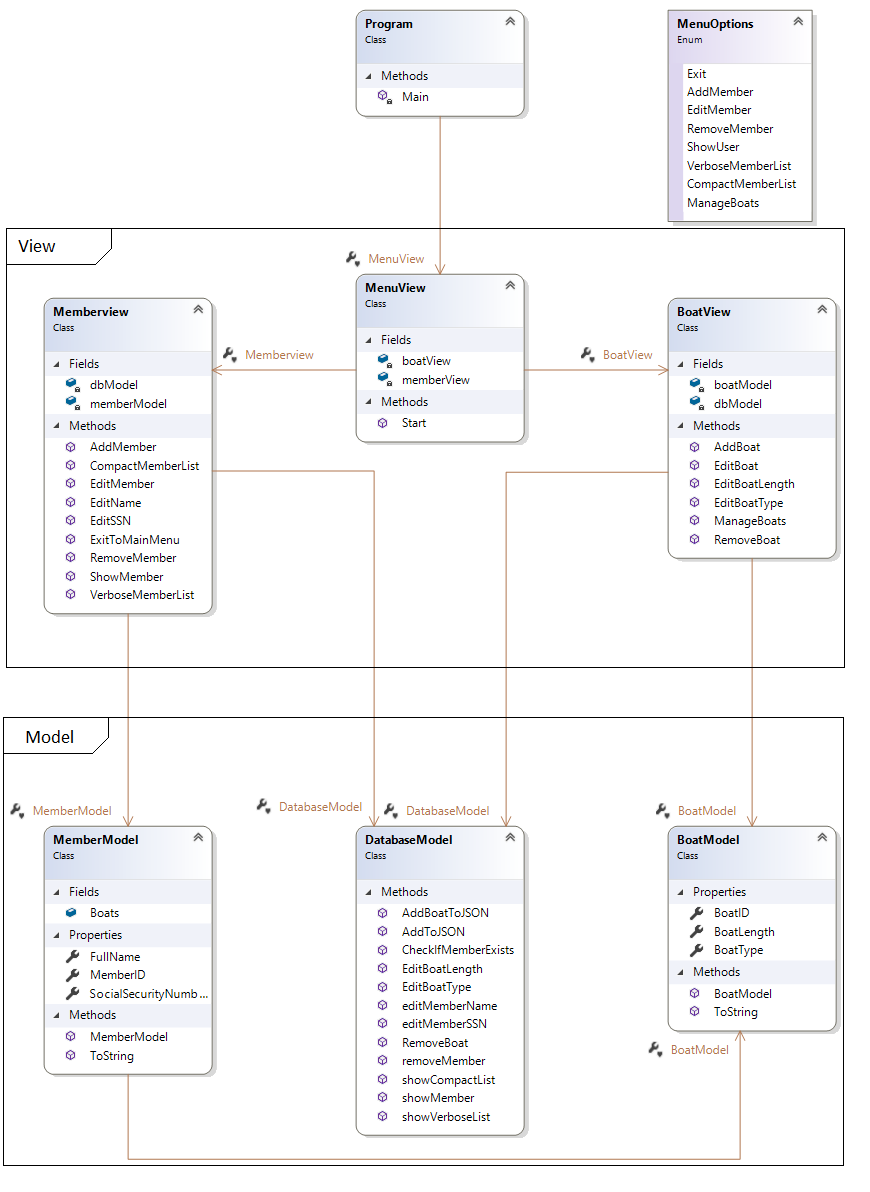 Program
Class
Methods
Main
MenuOptions
Enum
Exit
AddMember
EditMember
RemoveMember
ShowUser
VerboseMemberList
CompactMemberList
ManageBoats
View
MenuView
MenuView
Class
Fields
boatView
memberView
Methods
Start
Memberview
Class
Fields
dbModel
memberModel
Methods
AddMember
CompactMemberList
EditMember
EditName
EditSSN
ExitToMainMenu
RemoveMember
ShowMember
VerboseMemberList
Memberview
BoatView
BoatView
Class
Fields
boatModel
dbModel
Methods
AddBoat
EditBoat
EditBoatLength
EditBoatType
ManageBoats
RemoveBoat
Model
MemberModel
DatabaseModel
DatabaseModel
BoatModel
MemberModel
Class
Fields
Boats
Properties
FullName
MemberID
SocialSecurityNumb...
Methods
MemberModel
ToString
DatabaseModel
Class
Methods
AddBoatToJSON
AddToJSON
CheckIfMemberExists
EditBoatLength
EditBoatType
editMemberName
editMemberSSN
RemoveBoat
removeMember
showCompactList
showMember
showVerboseList
BoatModel
Class
Properties
BoatID
BoatLength
BoatType
Methods
BoatModel
ToString
BoatModel